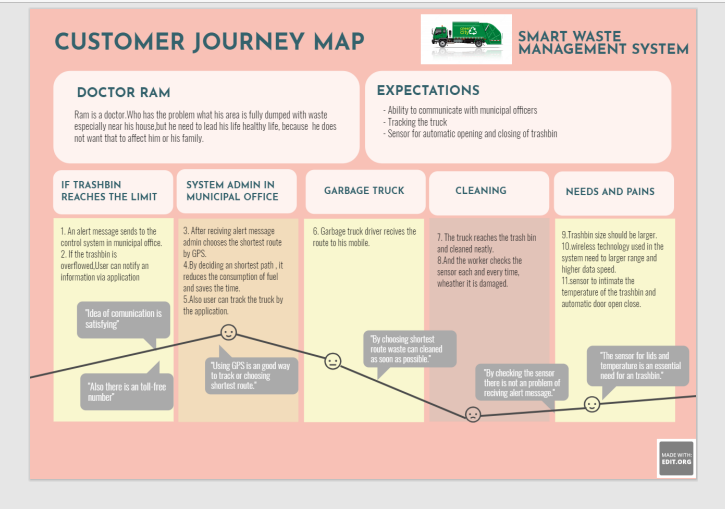 CUSTOMER JOURNEY MAP
SMART WASTE
MANAGEMENT SYSTEM
DOCTOR RAM
Ram is a doctor.Who has the problem what his area is fully dumped with waste
especially near his house,but he need to lead his life healthy life, because  he does
not want that to affect him or his family.
EXPECTATIONS
- Ability to communicate with municipal officers
- Tracking the truck
- Sensor for automatic opening and closing of trashbin
IF TRASHBIN
REACHES THE LIMIT
SYSTEM ADMIN IN
MUNICIPAL OFFICE
GARBAGE TRUCK
CLEANING
NEEDS AND PAINS
1. An alert message sends to the
control system in municipal office.
2. If the trashbin is
overflowed,User can notify an
information via application
"Idea of comunication is
satisfying"
"Also there is an toll-free
number"
3. After reciving alert message
admin chooses the shortest route
by GPS.
4.By deciding an shortest path , it
reduces the consumption of fuel
and saves the time.
5.Also user can track the truck by
the application.
"Using GPS is an good way
to track or choosing
shortest route."
6. Garbage truck driver recives the
route to his mobile.
"By choosing shortest
route waste can cleaned
as soon as possible."
7. The truck reaches the trash bin
and cleaned neatly.
8.And the worker checks the
sensor each and every time,
wheather it is damaged.
"By checking the sensor
there is not an problem of
reciving alert message."
9.Trashbin size should be larger.
10.wireless technology used in the
system need to larger range and
higher data speed.
11.sensor to intimate the
temperature of the trashbin and
automatic door open close.
"The sensor for lids and
temperature is an essential
need for an trashbin."
MADE WITH:
EDIT.ORG